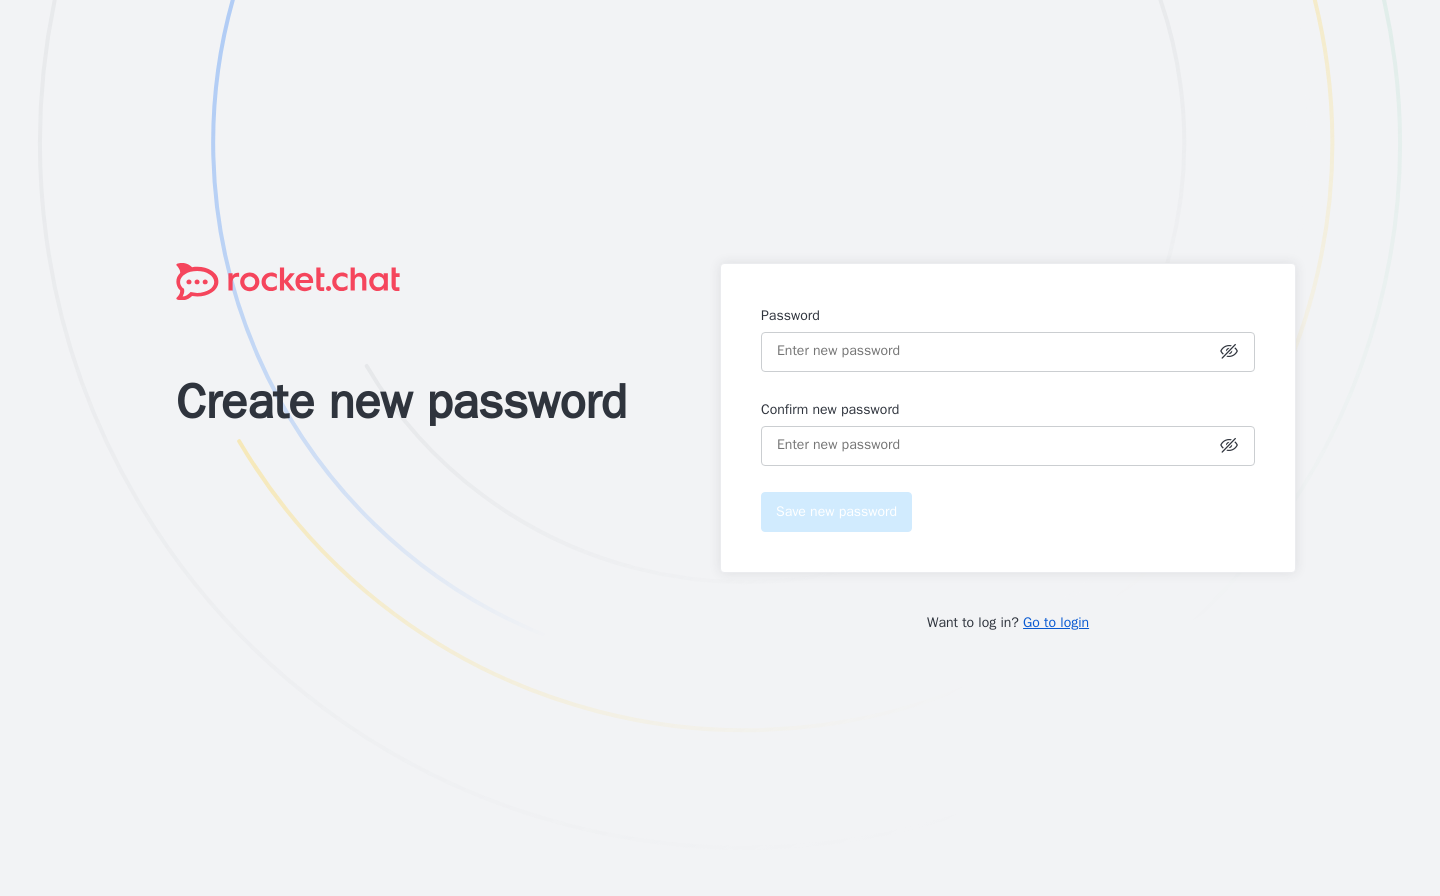 rocket.chat
Create new password
Password
Enter new password
Confirm new password
Enter new password
Save new password
Want to log in? Go to login